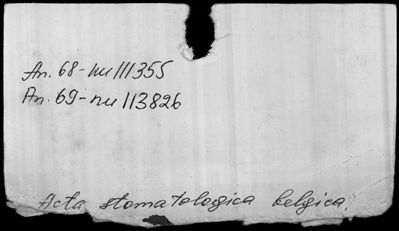 An. 68 - nu 111355
An. 69 - nu 113826
Acta stomatologica belgica.